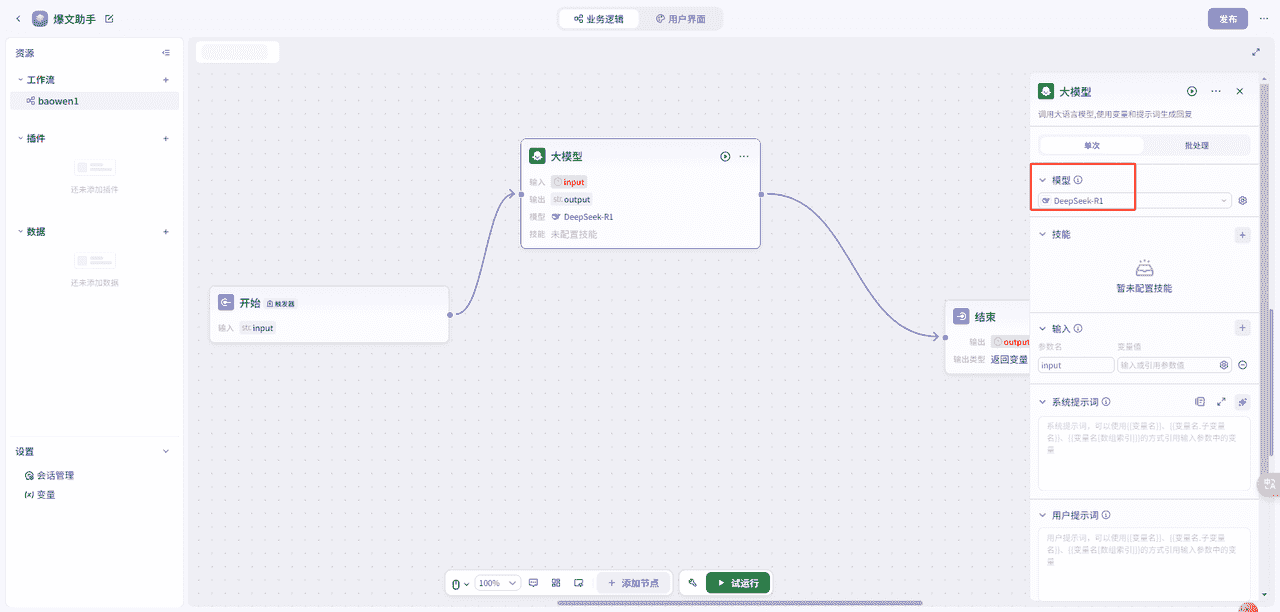 爆文助手
业务逻辑
用户界面
发布
资源
工作流
baowen1
插件
还未添加插件
数据
还未添加数据
设置
会话管理
变量
开始
触发器
输入 str. input
大模型
输入 input
输出 str. output
模型 DeepSeek-R1
技能 未配置技能
结束
输出 output
输出类型 返回变量
100%
添加节点
试运行
大模型
调用大语言模型,使用变量和提示词生成回复
单次
批处理
模型
DeepSeek-R1
技能
暂未配置技能
输入
参数名 变量值
input 输入或引用参数值
系统提示词
系统提示词，可以使用{{变量名}}、{{变量名.子变量
名}}、{{变量名[数组索引]}}的方式引用输入参数中的变
量
用户提示词
用户提示词，可以使用{{变量名}}、{{变量名.子变量
名}}、{{变量名[数组索引]}}的方式引用输入参数中的变
量